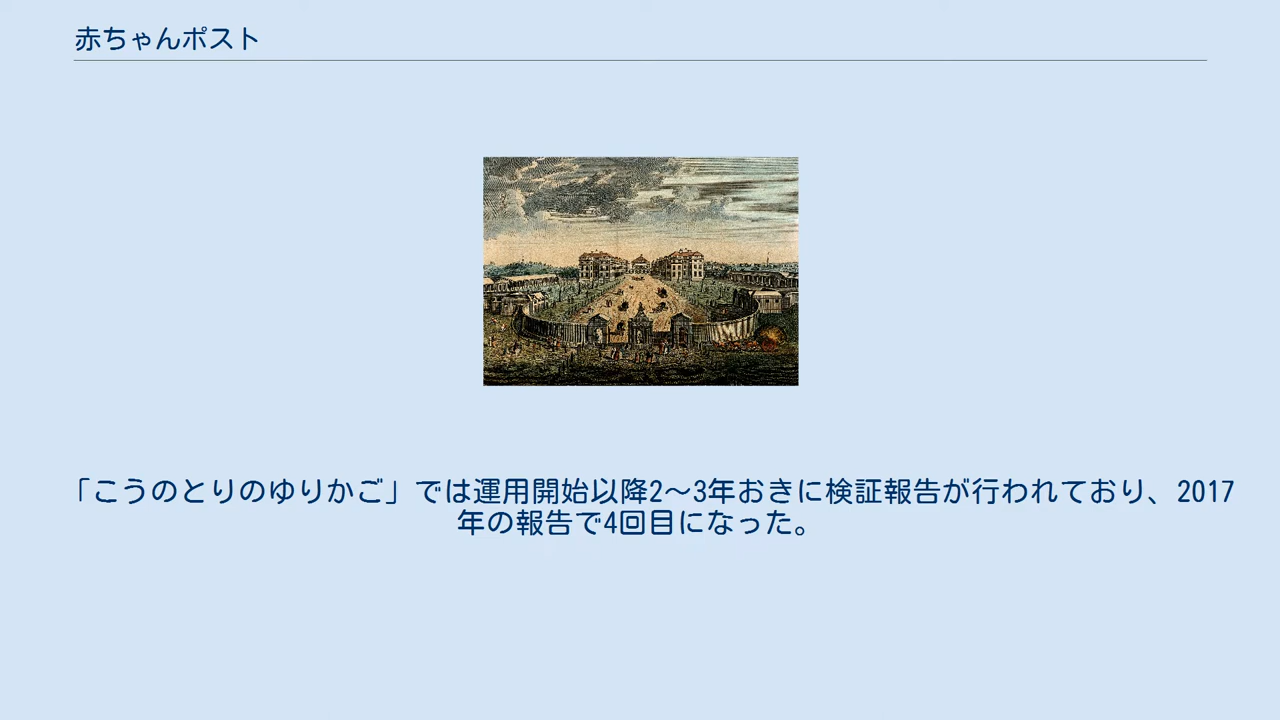 赤ちゃんポスト
「こうのとりのゆりかご」では運用開始以降2〜3年おきに検証報告が行われており、2017
年の報告で4回目になった。